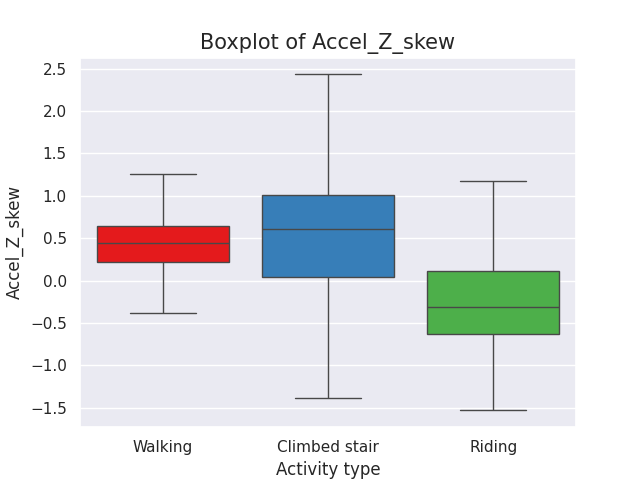 Boxplot of Accel_Z_skew
2.5
2.0
1.5
1.0
0.5
0.0
−0.5
−1.0
−1.5
Accel_Z_skew
Walking
Climbed stair
Riding
Activity type